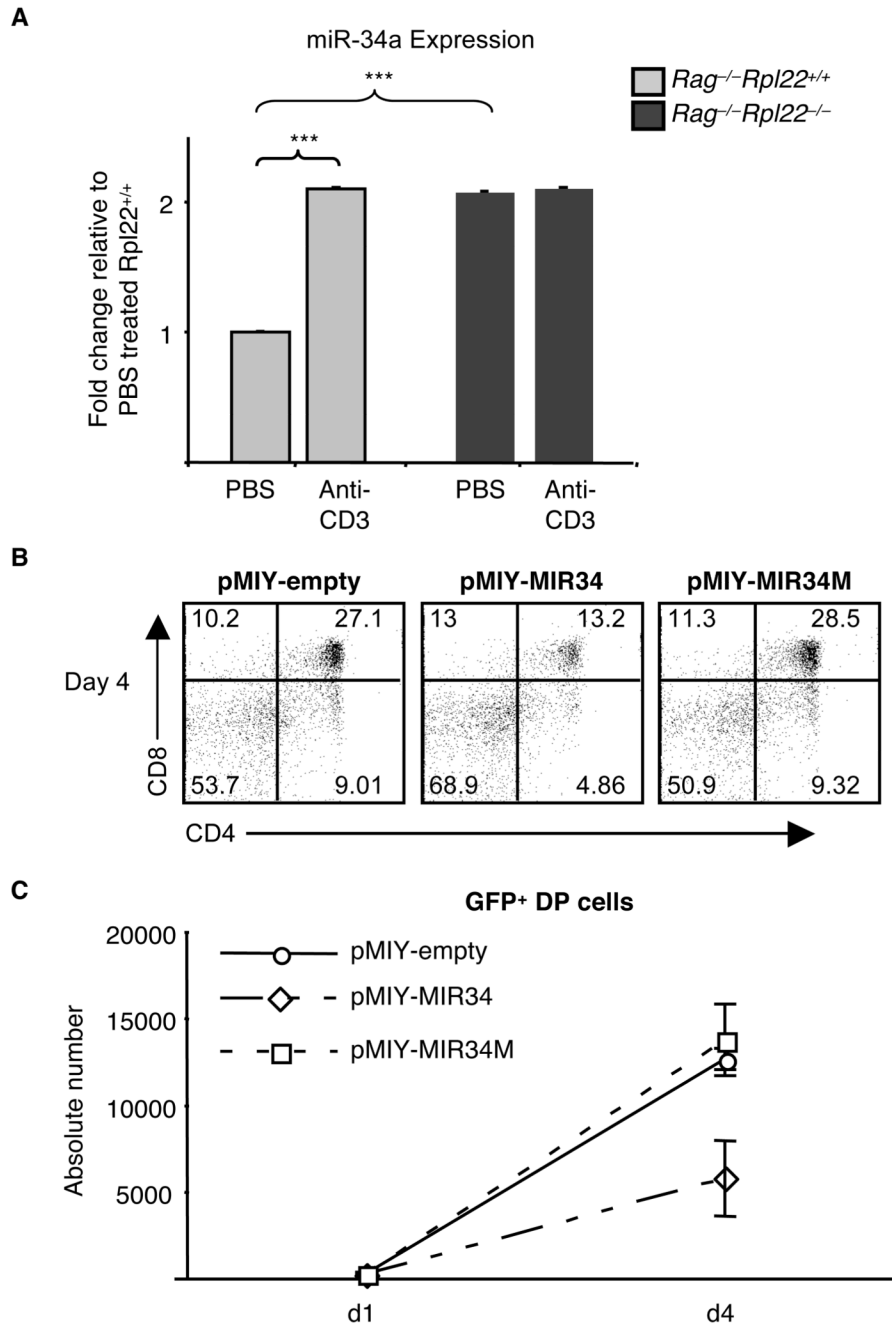 A
miR-34a Expression
***
***
Rag–/–Rpl22+/+
Rag–/–Rpl22–/–
Fold change relative to
PBS treated Rpl22+/+
2
1
PBS
Anti-
CD3
PBS
Anti-
CD3
B
pMIY-empty
pMIY-MIR34
pMIY-MIR34M
Day 4
CD8
10.2
27.1
53.7
9.01
13
13.2
68.9
4.86
11.3
28.5
50.9
9.32
CD4
C
GFP+ DP cells
Absolute number
20000
15000
10000
5000
pMIY-empty
pMIY-MIR34
pMIY-MIR34M
d1
d4